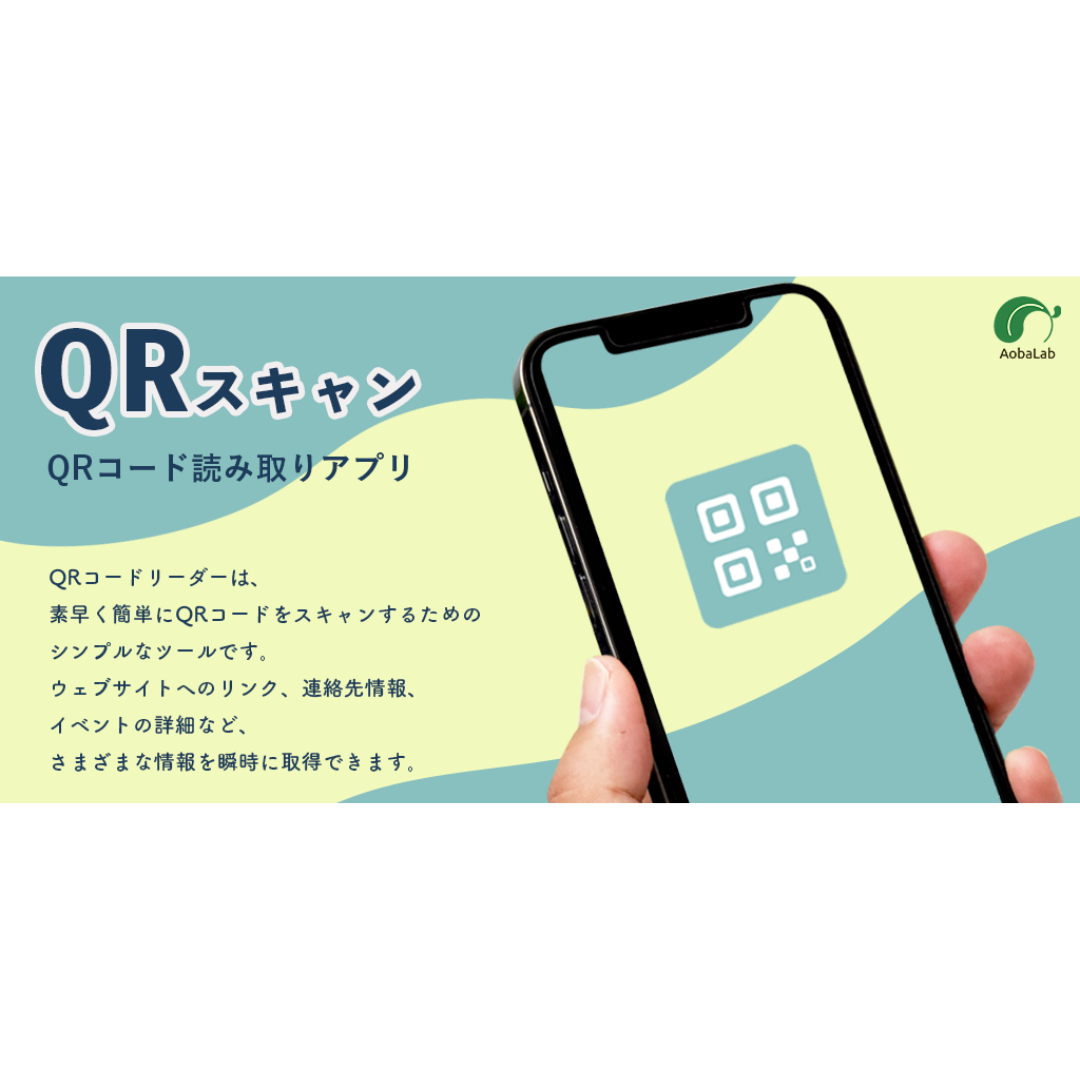 QRスキャン
QRコード読み取りアプリ
QRコードリーダーは、
素早く簡単にQRコードをスキャンするための
シンプルなツールです。
ウェブサイトへのリンク、連絡先情報、
イベントの詳細など、
さまざまな情報を瞬時に取得できます。
AobaLab